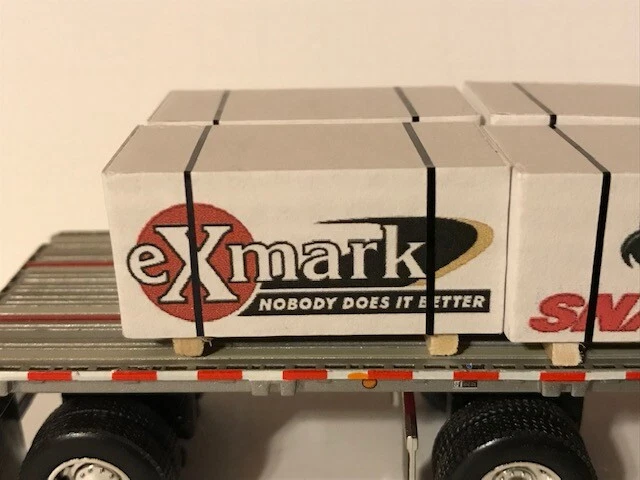 eXmark
NOBODY DOES IT BETTER